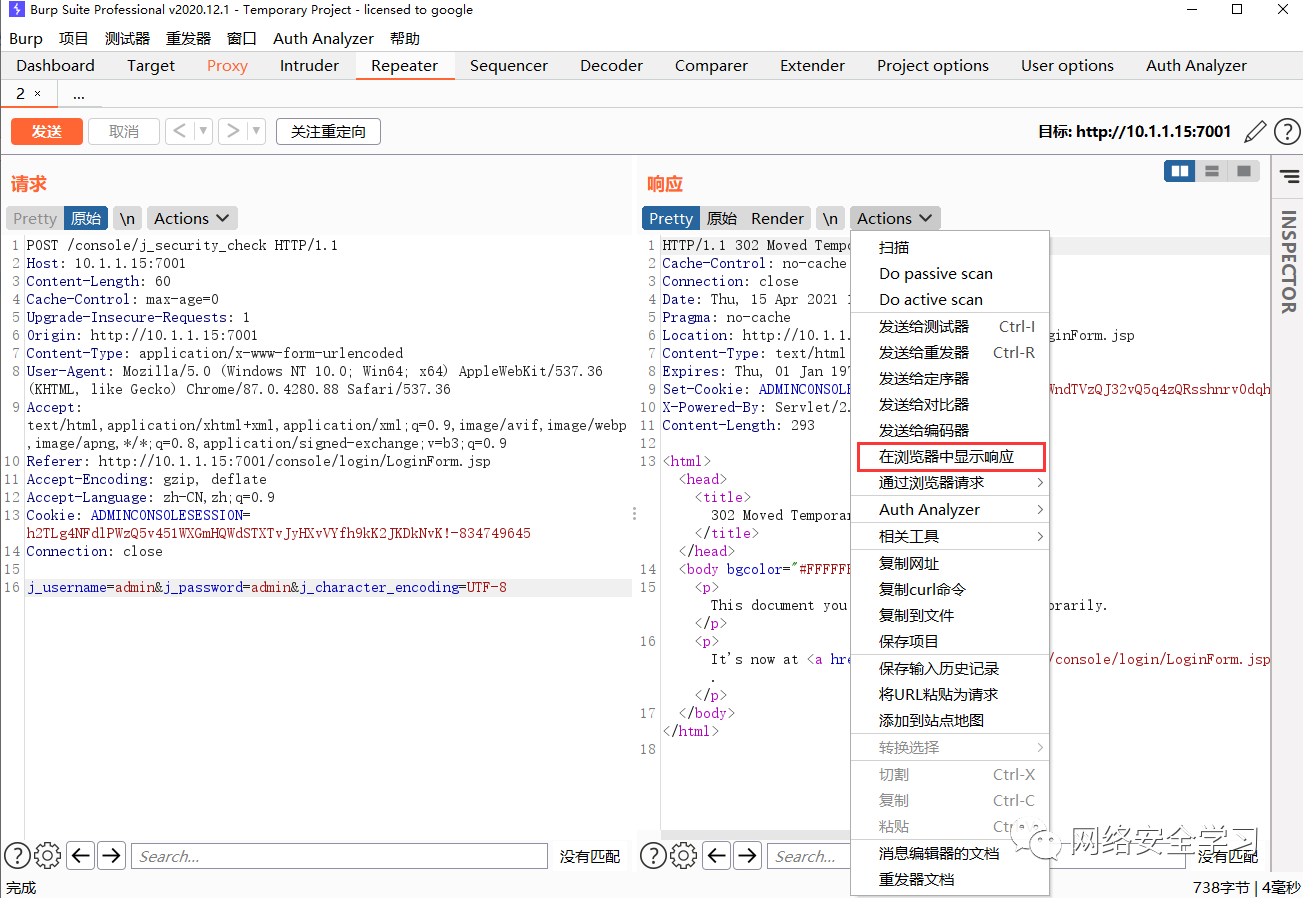 Burp Suite Professional v2020.12.1 - Temporary Project - licensed to google
Burp 项目 测试器 重发器 窗口 Auth Analyzer 帮助
Dashboard Target Proxy Intruder Repeater Sequencer Decoder Comparer Extender Project options User options Auth Analyzer
2 × ...
发送 取消 < ▼ > ▼ 关注重定向 目标: http://10.1.1.15:7001 ?
请求
Pretty 原始 \n Actions
1 POST /console/j_security_check HTTP/1.1
2 Host: 10.1.1.15:7001
3 Content-Length: 60
4 Cache-Control: max-age=0
5 Upgrade-Insecure-Requests: 1
6 Origin: http://10.1.1.15:7001
7 Content-Type: application/x-www-form-urlencoded
8 User-Agent: Mozilla/5.0 (Windows NT 10.0; Win64; x64) AppleWebKit/537.36
(KHTML, like Gecko) Chrome/87.0.4280.88 Safari/537.36
9 Accept:
text/html,application/xhtml+xml,application/xml;q=0.9,image/avif,image/webp
,image/apng,*/*;q=0.8,application/signed-exchange;v=b3;q=0.9
10 Referer: http://10.1.1.15:7001/console/login/LoginForm.jsp
11 Accept-Encoding: gzip, deflate
12 Accept-Language: zh-CN,zh;q=0.9
13 Cookie: ADMINCONSOLESESSION=
h2TLg4NFdlPWzQ5v451WXGmHQWdSTXTvJyHXvVYfh9kK2JKDkNvK!-834749645
14 Connection: close
15
16 j_username=admin&j_password=admin&j_character_encoding=UTF-8
? Search... 没有匹配
响应
Pretty 原始 Render \n Actions
1 HTTP/1.1 302 Moved Tempo
2 Cache-Control: no-cache
3 Connection: close
4 Date: Thu, 15 Apr 2021 1
5 Pragma: no-cache
6 Location: http://10.1.1. ginForm.jsp
7 Content-Type: text/html
8 Expires: Thu, 01 Jan 197
9 Set-Cookie: ADMINCONSOLE WndTVzQJ32vQ5q4zQRsshnrv0dqh
10 X-Powered-By: Servlet/2.
11 Content-Length: 293
12
13 <html>
<head>
<title>
302 Moved Temporar
</title>
</head>
14 <body bgcolor="#FFFFFF
15 <p>
This document you orarily.
</p>
16 <p>
It's now at <a hre /console/login/LoginForm.jsp
.
</p>
17 </body>
</html>
18
扫描
Do passive scan
Do active scan
发送给测试器 Ctrl-I
发送给重发器 Ctrl-R
发送给定序器
发送给对比器
发送给编码器
在浏览器中显示响应
通过浏览器请求 >
Auth Analyzer >
相关工具 >
复制网址
复制curl命令
复制到文件
保存项目
保存输入历史记录
将URL粘贴为请求
添加到站点地图
转换选择 >
切割 Ctrl-X
复制 Ctrl-C
粘贴 Ctr
消息编辑器的文档
重发器文档
? Search... 没有匹配
INSPECTOR
网络安全学习
完成 738字节 | 4毫秒